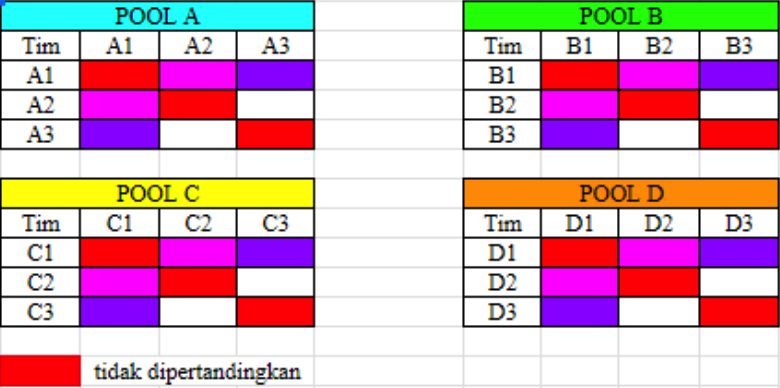 POOL A
Tim A1 A2 A3
A1
A2
A3
POOL B
Tim B1 B2 B3
B1
B2
B3
POOL C
Tim C1 C2 C3
C1
C2
C3
POOL D
Tim D1 D2 D3
D1
D2
D3
tidak dipertandingkan